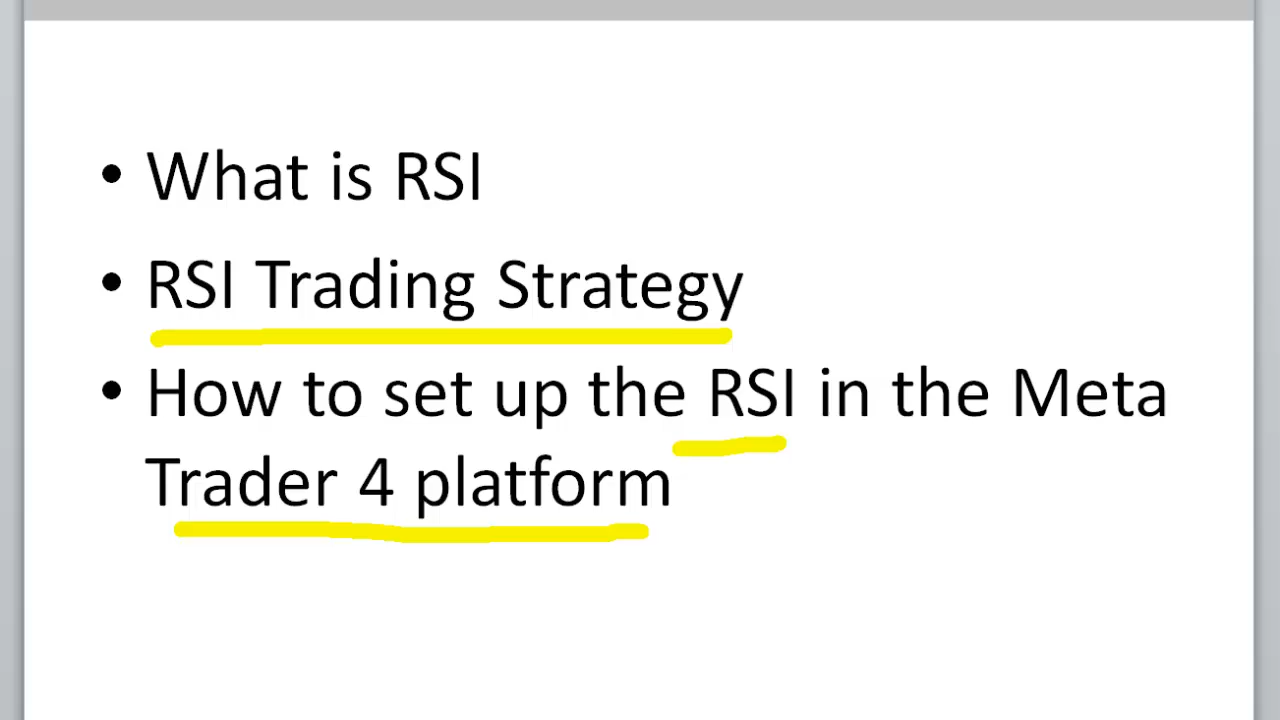 • What is RSI
• RSI Trading Strategy
• How to set up the RSI in the Meta
Trader 4 platform